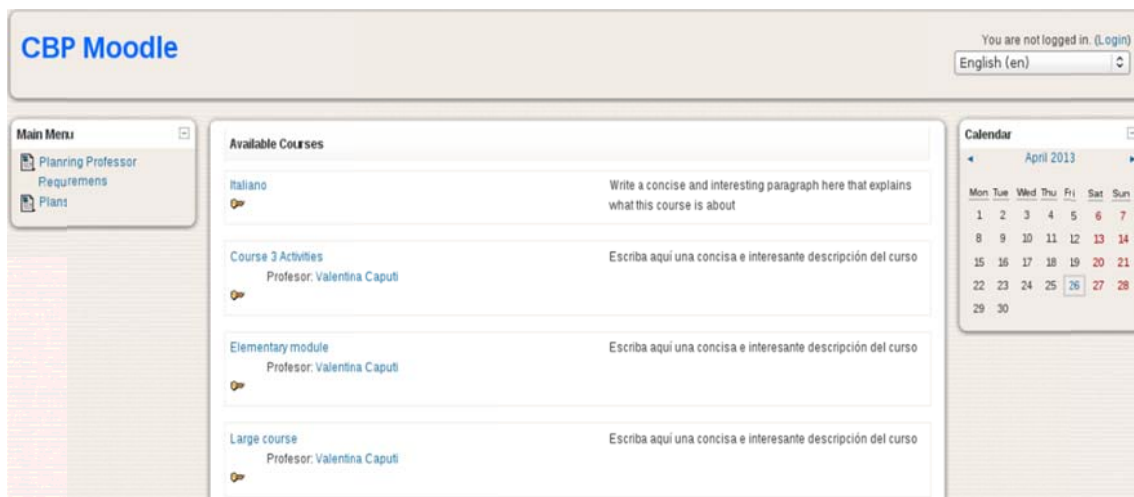 CBP Moodle
You are not logged in. (Login)
English (en)
Main Menu
Planring Professor
Requremens
Plans
Available Courses
Italiano
Write a concise and interesting paragraph here that explains
what this course is about
Course 3 Activities
Profesor: Valentina Caputi
Escriba aquí una concisa e interesante descripción del curso
Elementary module
Profesor: Valentina Caputi
Escriba aquí una concisa e interesante descripción del curso
Large course
Profesor: Valentina Caputi
Escriba aquí una concisa e interesante descripción del curso
Calendar
April 2013
Mon Tue Wed Thu Fri Sat Sun
1 2 3 4 5 6 7
8 9 10 11 12 13 14
15 16 17 18 19 20 21
22 23 24 25 26 27 28
29 30